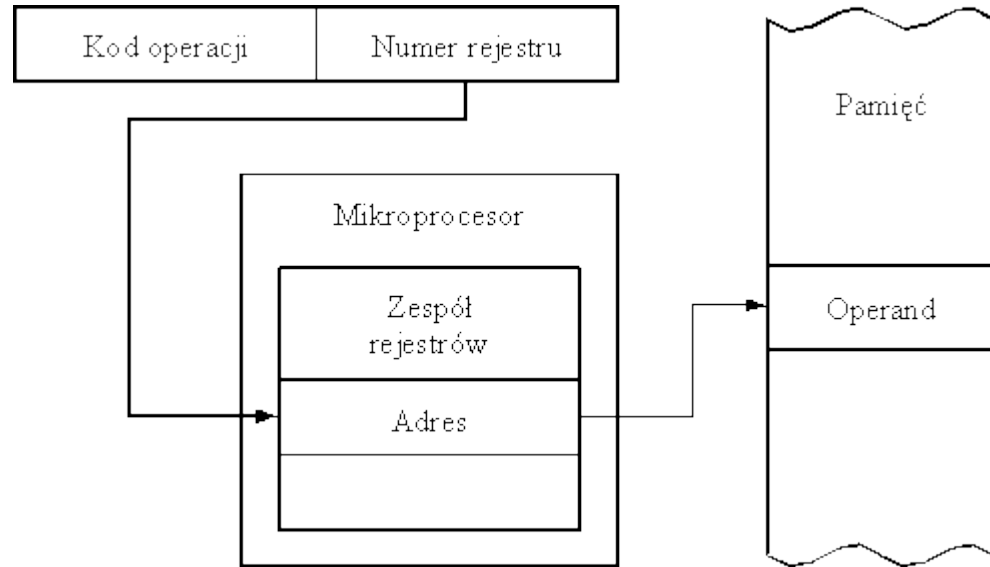 Kod operacji
Numer rejestru
Pamięć
Mikroprocesor
Zespół
rejestrów
Operand
Adres